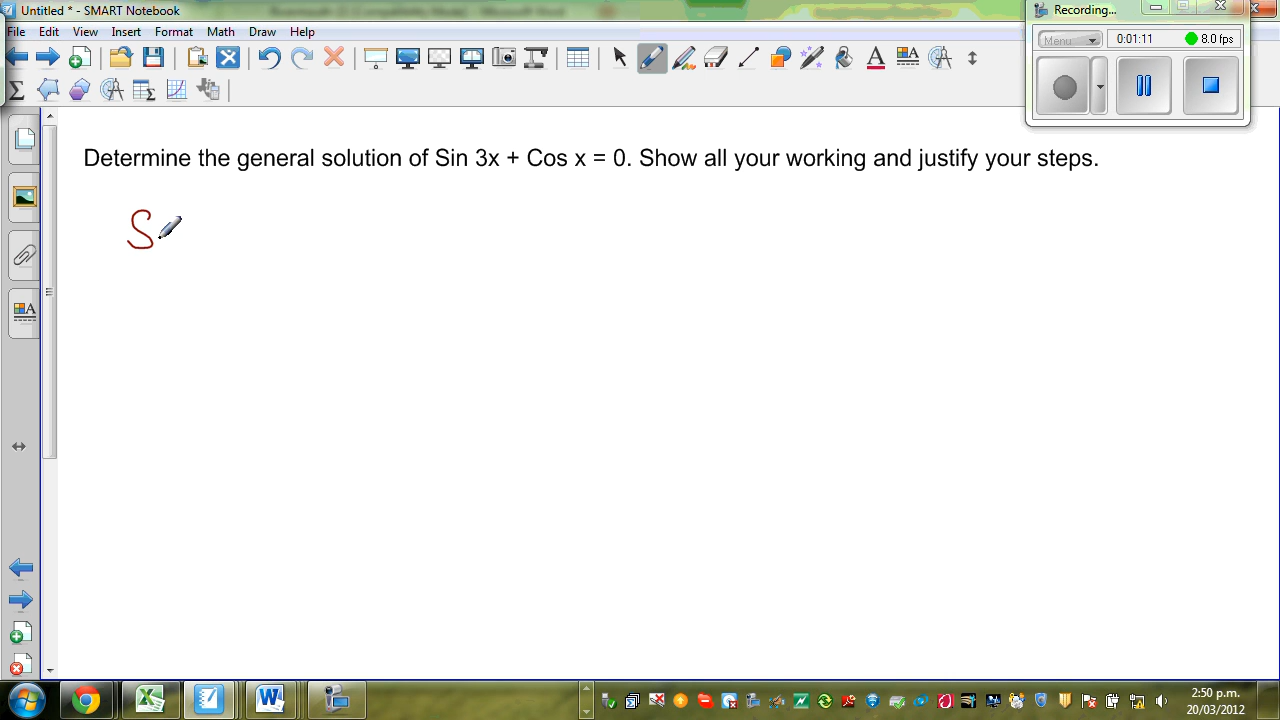 Untitled * - SMART Notebook
Recording...
File Edit View Insert Format Math Draw Help
Menu
0:01:11
8.0 fps
Determine the general solution of Sin 3x + Cos x = 0. Show all your working and justify your steps.
S
2:50 p.m.
20/03/2012